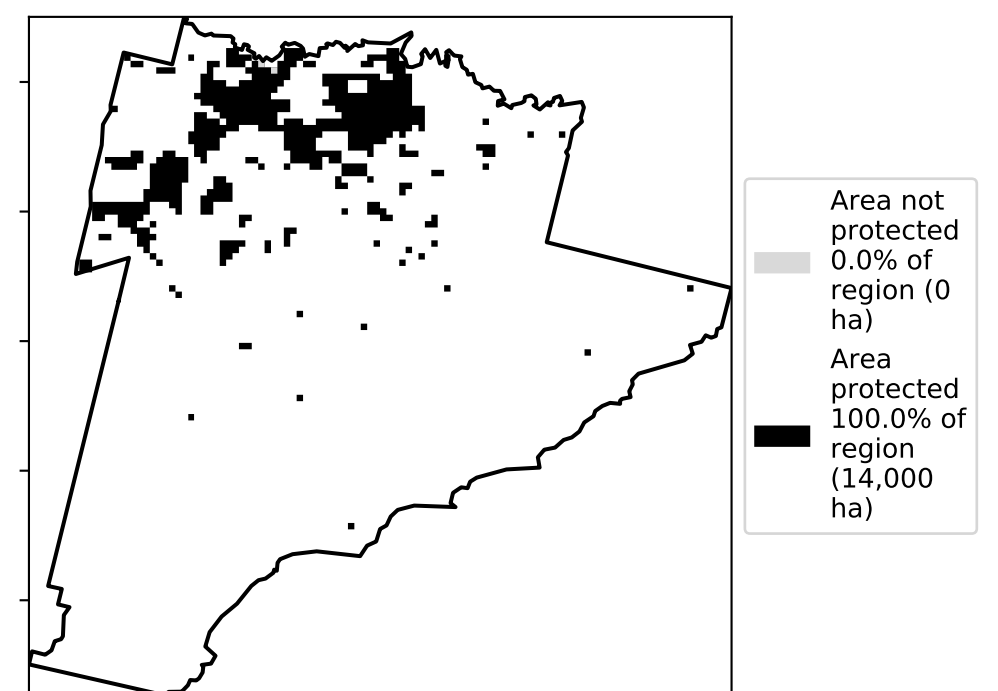 Area not
protected
0.0% of
region (0
ha)
Area
protected
100.0% of
region
(14,000
ha)